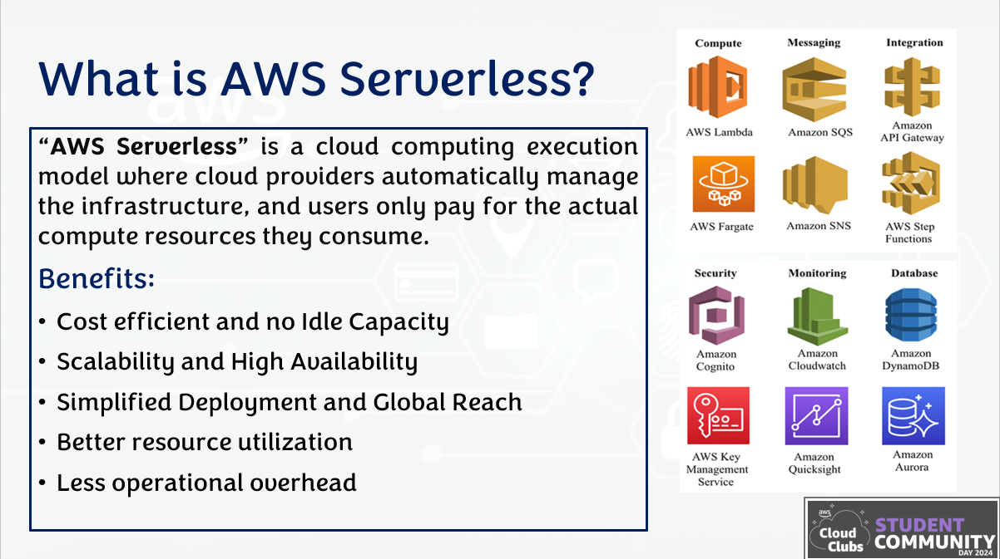 What is AWS Serverless?
“AWS Serverless” is a cloud computing execution
model where cloud providers automatically manage
the infrastructure, and users only pay for the actual
compute resources they consume.
Benefits:
• Cost efficient and no Idle Capacity
• Scalability and High Availability
• Simplified Deployment and Global Reach
• Better resource utilization
• Less operational overhead
Compute Messaging Integration
AWS Lambda Amazon SQS Amazon
API Gateway
AWS Fargate Amazon SNS AWS Step
Functions
Security Monitoring Database
Amazon Amazon Amazon
Cognito Cloudwatch DynamoDB
AWS Key Amazon Amazon
Management Quicksight Aurora
Service
aws
aws
Cloud
Clubs
STUDENT
COMMUNITY
DAY 2024